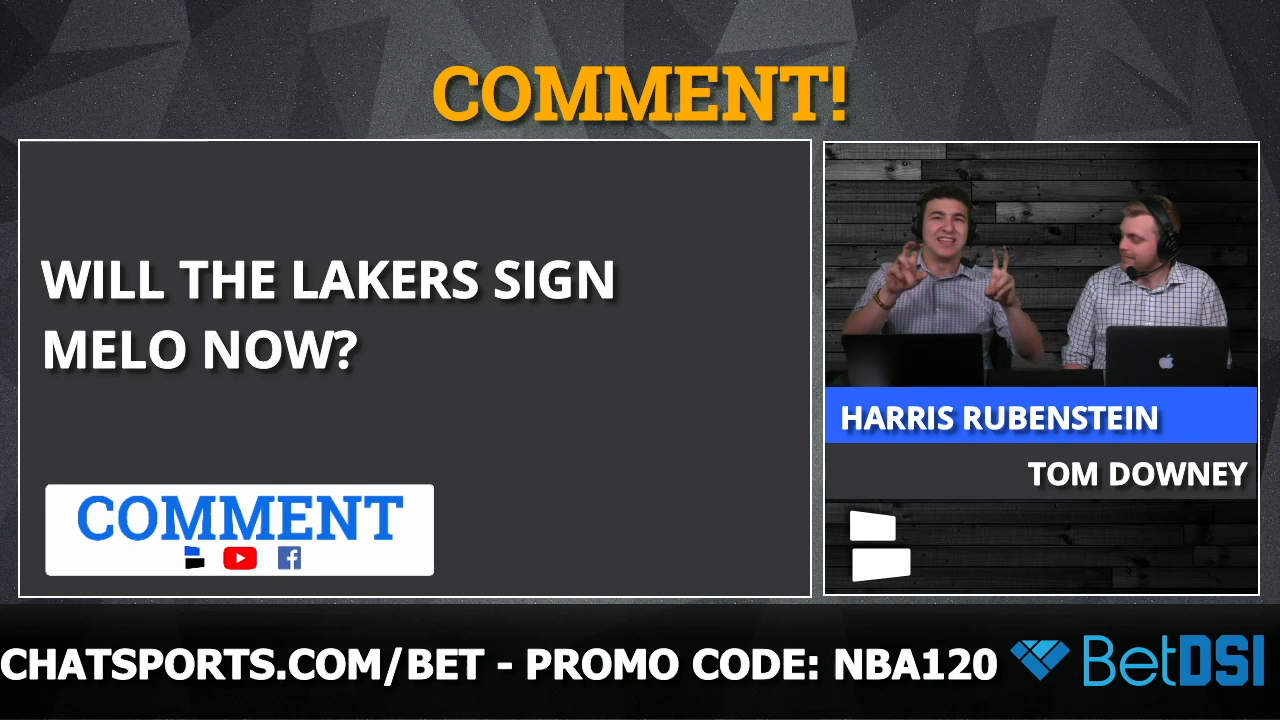 COMMENT!
WILL THE LAKERS SIGN
MELO NOW?
COMMENT
HARRIS RUBENSTEIN
TOM DOWNEY
CHATSPORTS.COM/BET - PROMO CODE: NBA120
BetDSI